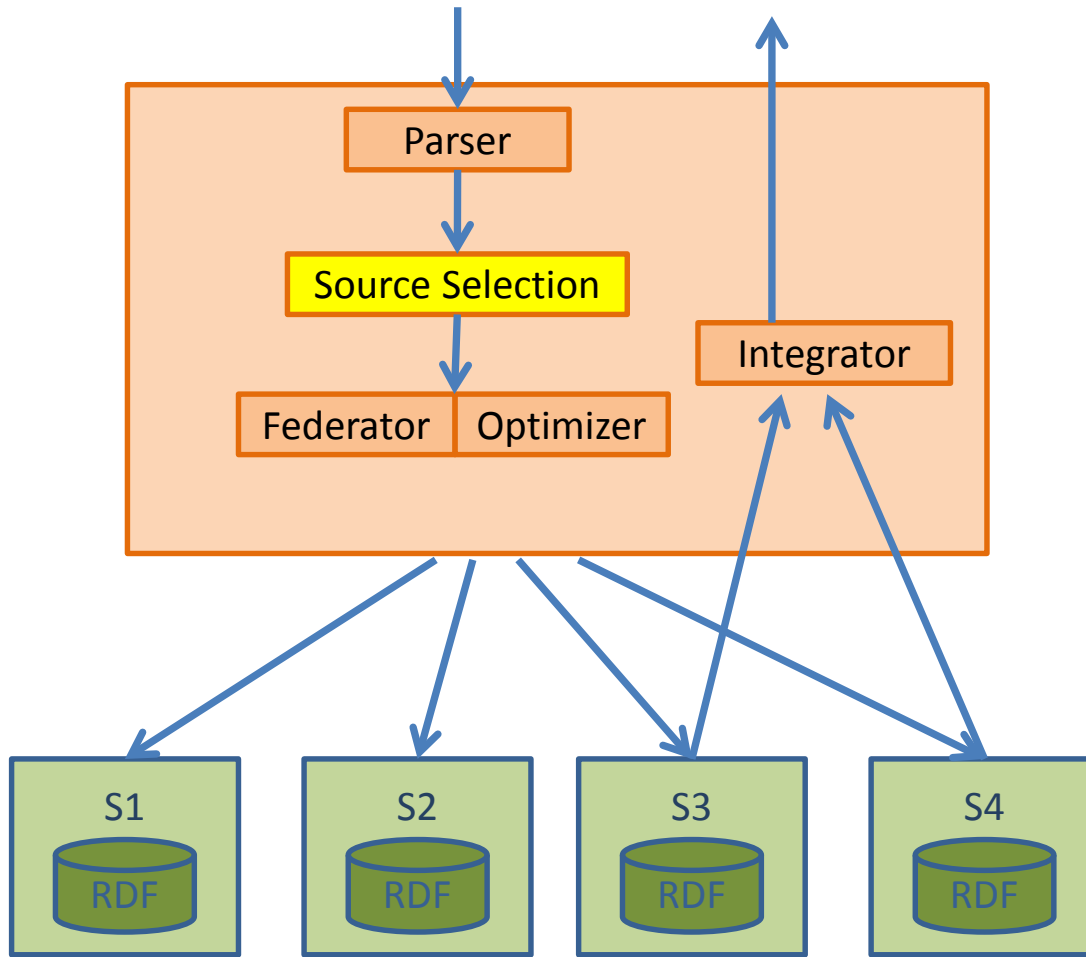 Parser
Source Selection
Integrator
Federator
Optimizer
S1
S2
S3
S4
RDF
RDF
RDF
RDF